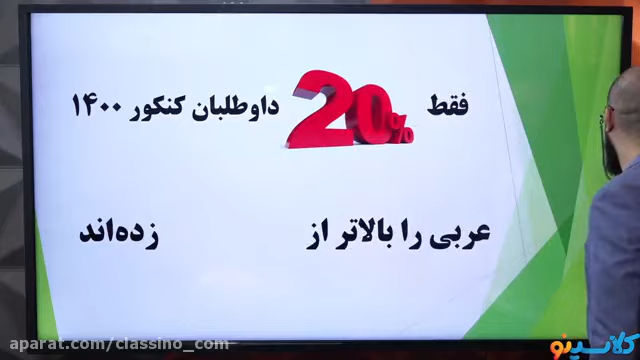 فقط 20% داوطلبان کنکور ۱۴۰۰
عربی را بالاتر از زده‌اند
aparat.com/classino_com
کلاسینو